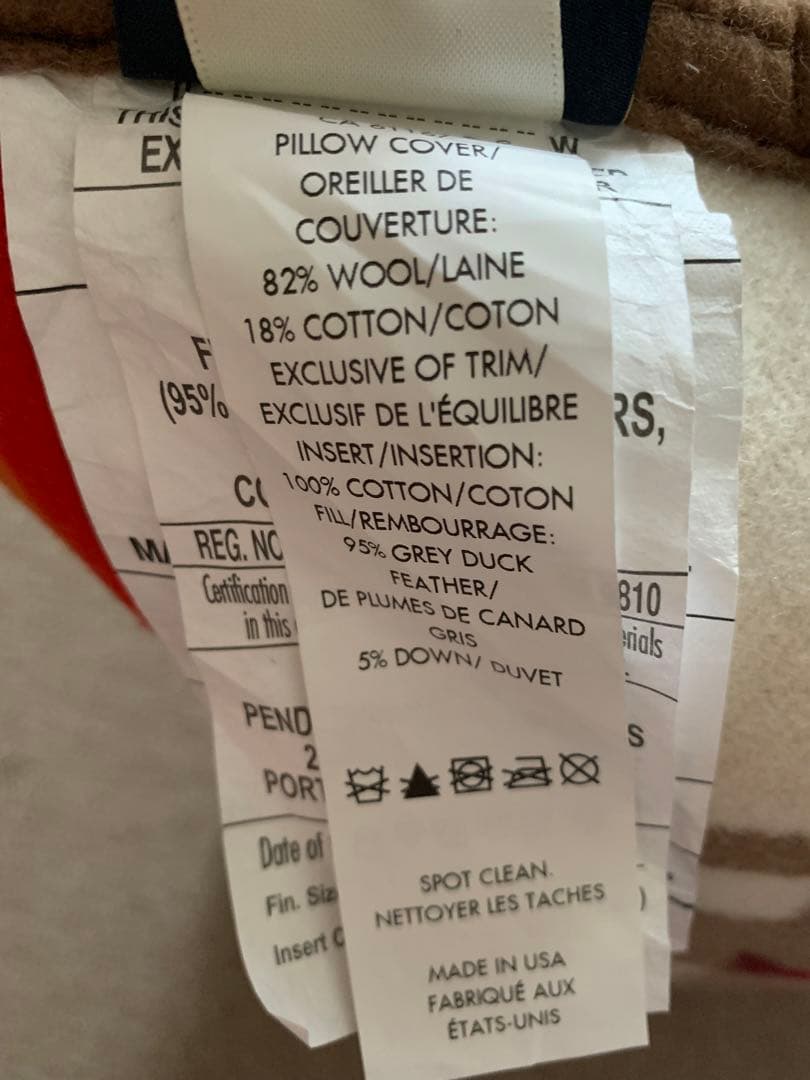 PILLOW COVER/
OREILLER DE
COUVERTURE:
82% WOOL/LAINE
18% COTTON/COTON
EXCLUSIVE OF TRIM/
EXCLUSIF DE L'ÉQUILIBRE
INSERT/INSERTION:
100% COTTON/COTON
FILL/REMBOURRAGE:
95% GREY DUCK
FEATHER/
DE PLUMES DE CANARD
GRIS
5% DOWN/ DUVET
SPOT CLEAN.
NETTOYER LES TACHES
MADE IN USA
FABRIQUÉ AUX
ÉTATS-UNIS
THIS
EX
(95%
REG. NO
Certification
in this
PEND
2
PORT
Date of
Fin. Siz
Insert C
W
RS,
810
erials
S
)